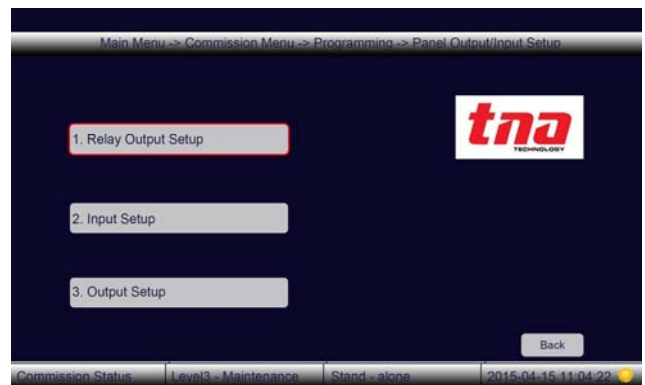 Main Menu -> Commission Menu -> Programming -> Panel Output/Input Setup
1. Relay Output Setup
tna
TECHNOLOGY
2. Input Setup
3. Output Setup
Back
Commission Status Level3 - Maintenance Stand - alone 2015-04-15 11:04:22